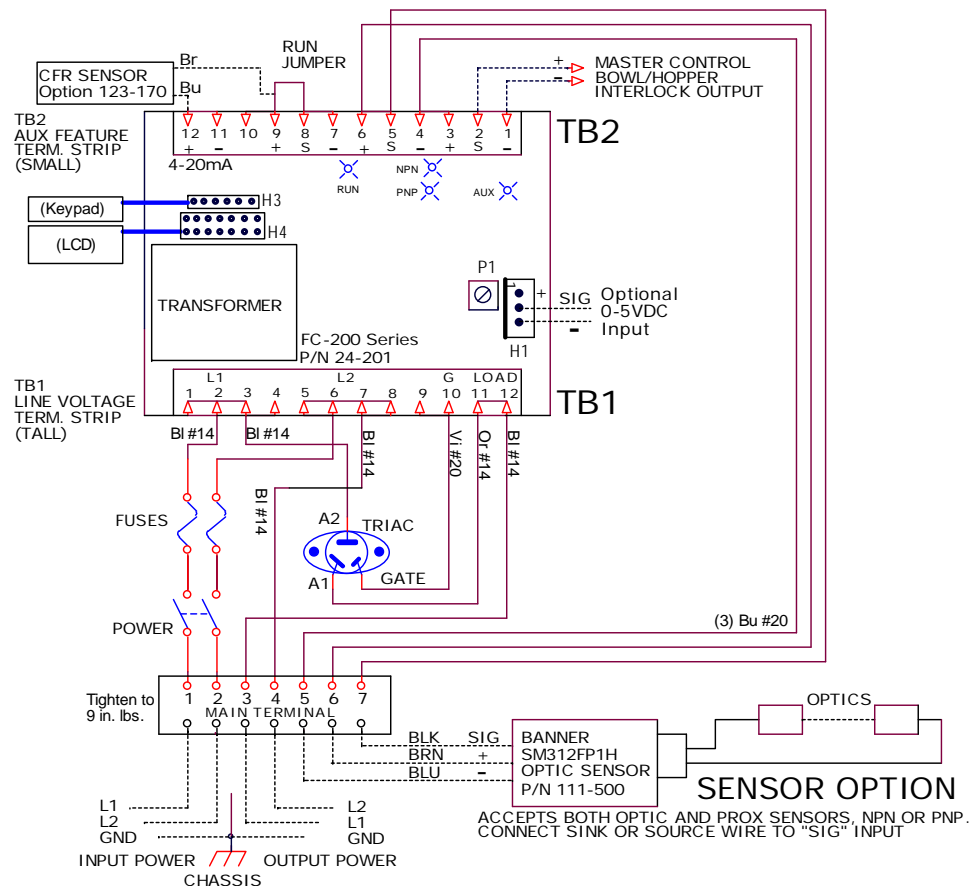 RUN
JUMPER
Br
CFR SENSOR
Option 123-170
Bu
+ MASTER CONTROL
- BOWL/HOPPER
INTERLOCK OUTPUT
TB2
AUX FEATURE
TERM. STRIP
(SMALL)
12 11 10 9 8 7 6 5 4 3 2 1
+ - + S - + S - + S -
TB2
4-20mA
RUN
NPN
PNP
AUX
(Keypad)
H3
(LCD)
H4
TRANSFORMER
P1
1
+
SIG
-
Optional
0-5VDC
Input
H1
FC-200 Series
P/N 24-201
TB1
LINE VOLTAGE
TERM. STRIP
(TALL)
L1 L2 G LOAD
1 2 3 4 5 6 7 8 9 10 11 12
TB1
Bl #14
Bl #14
Bl #14
Bl #14
Vi #20
Or #14
Bl #14
FUSES
A2
TRIAC
A1
GATE
POWER
(3) Bu #20
Tighten to
9 in. lbs.
1 2 3 4 5 6 7
MAIN TERMINAL
OPTICS
BLK SIG
BRN +
BLU -
BANNER
SM312FP1H
OPTIC SENSOR
P/N 111-500
SENSOR OPTION
ACCEPTS BOTH OPTIC AND PROX SENSORS, NPN OR PNP.
CONNECT SINK OR SOURCE WIRE TO "SIG" INPUT
L1
L2
GND
L2
L1
GND
INPUT POWER
OUTPUT POWER
CHASSIS